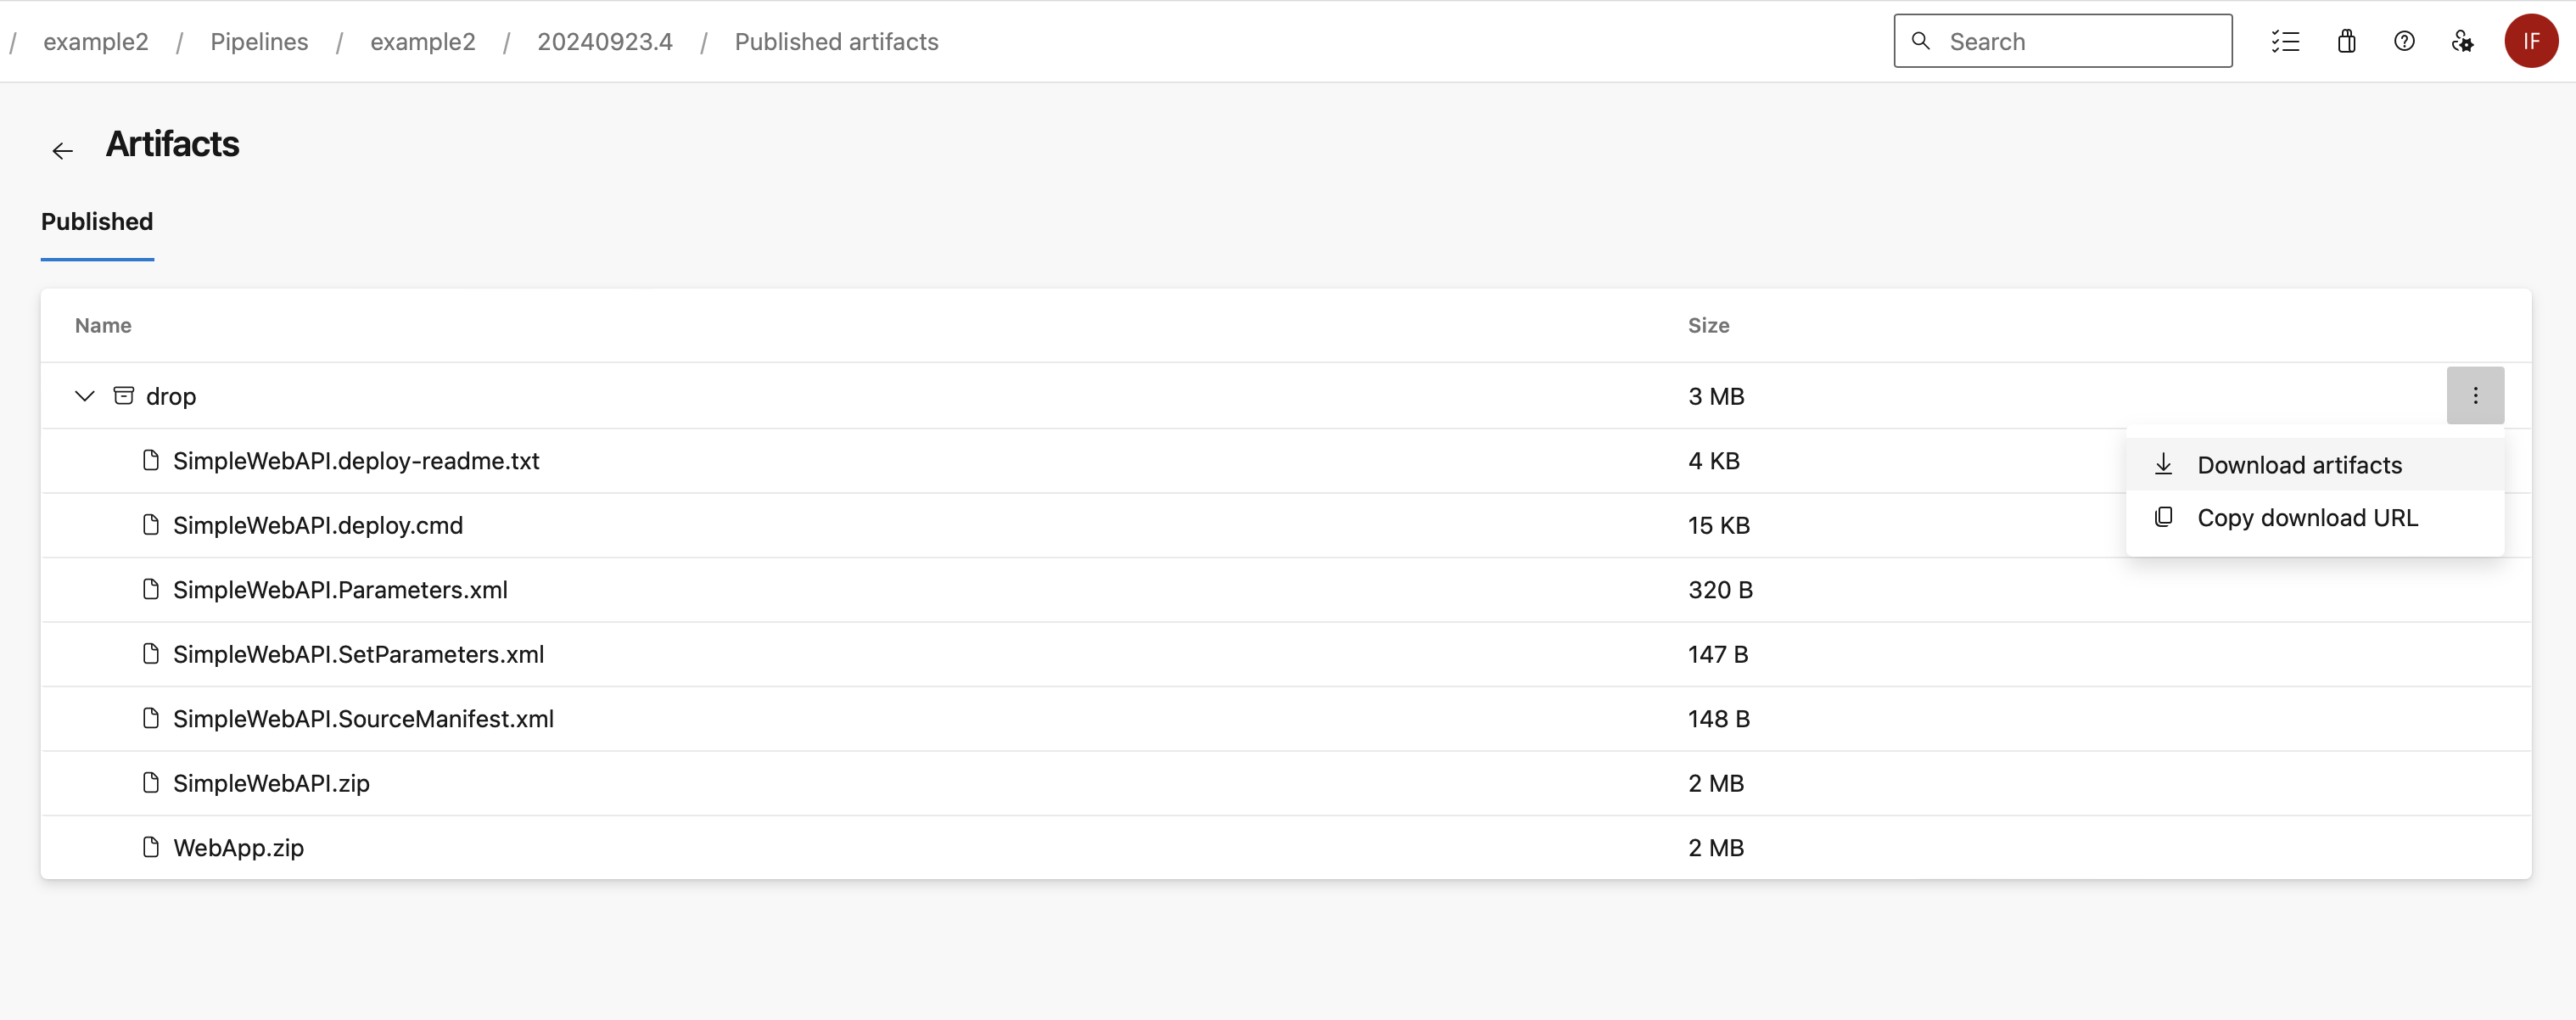 / example2 / Pipelines / example2 / 20240923.4 / Published artifacts
Search
IF
Artifacts
Published
Name Size
drop 3 MB
SimpleWebAPI.deploy-readme.txt 4 KB
Download artifacts
Copy download URL
SimpleWebAPI.deploy.cmd 15 KB
SimpleWebAPI.Parameters.xml 320 B
SimpleWebAPI.SetParameters.xml 147 B
SimpleWebAPI.SourceManifest.xml 148 B
SimpleWebAPI.zip 2 MB
WebApp.zip 2 MB